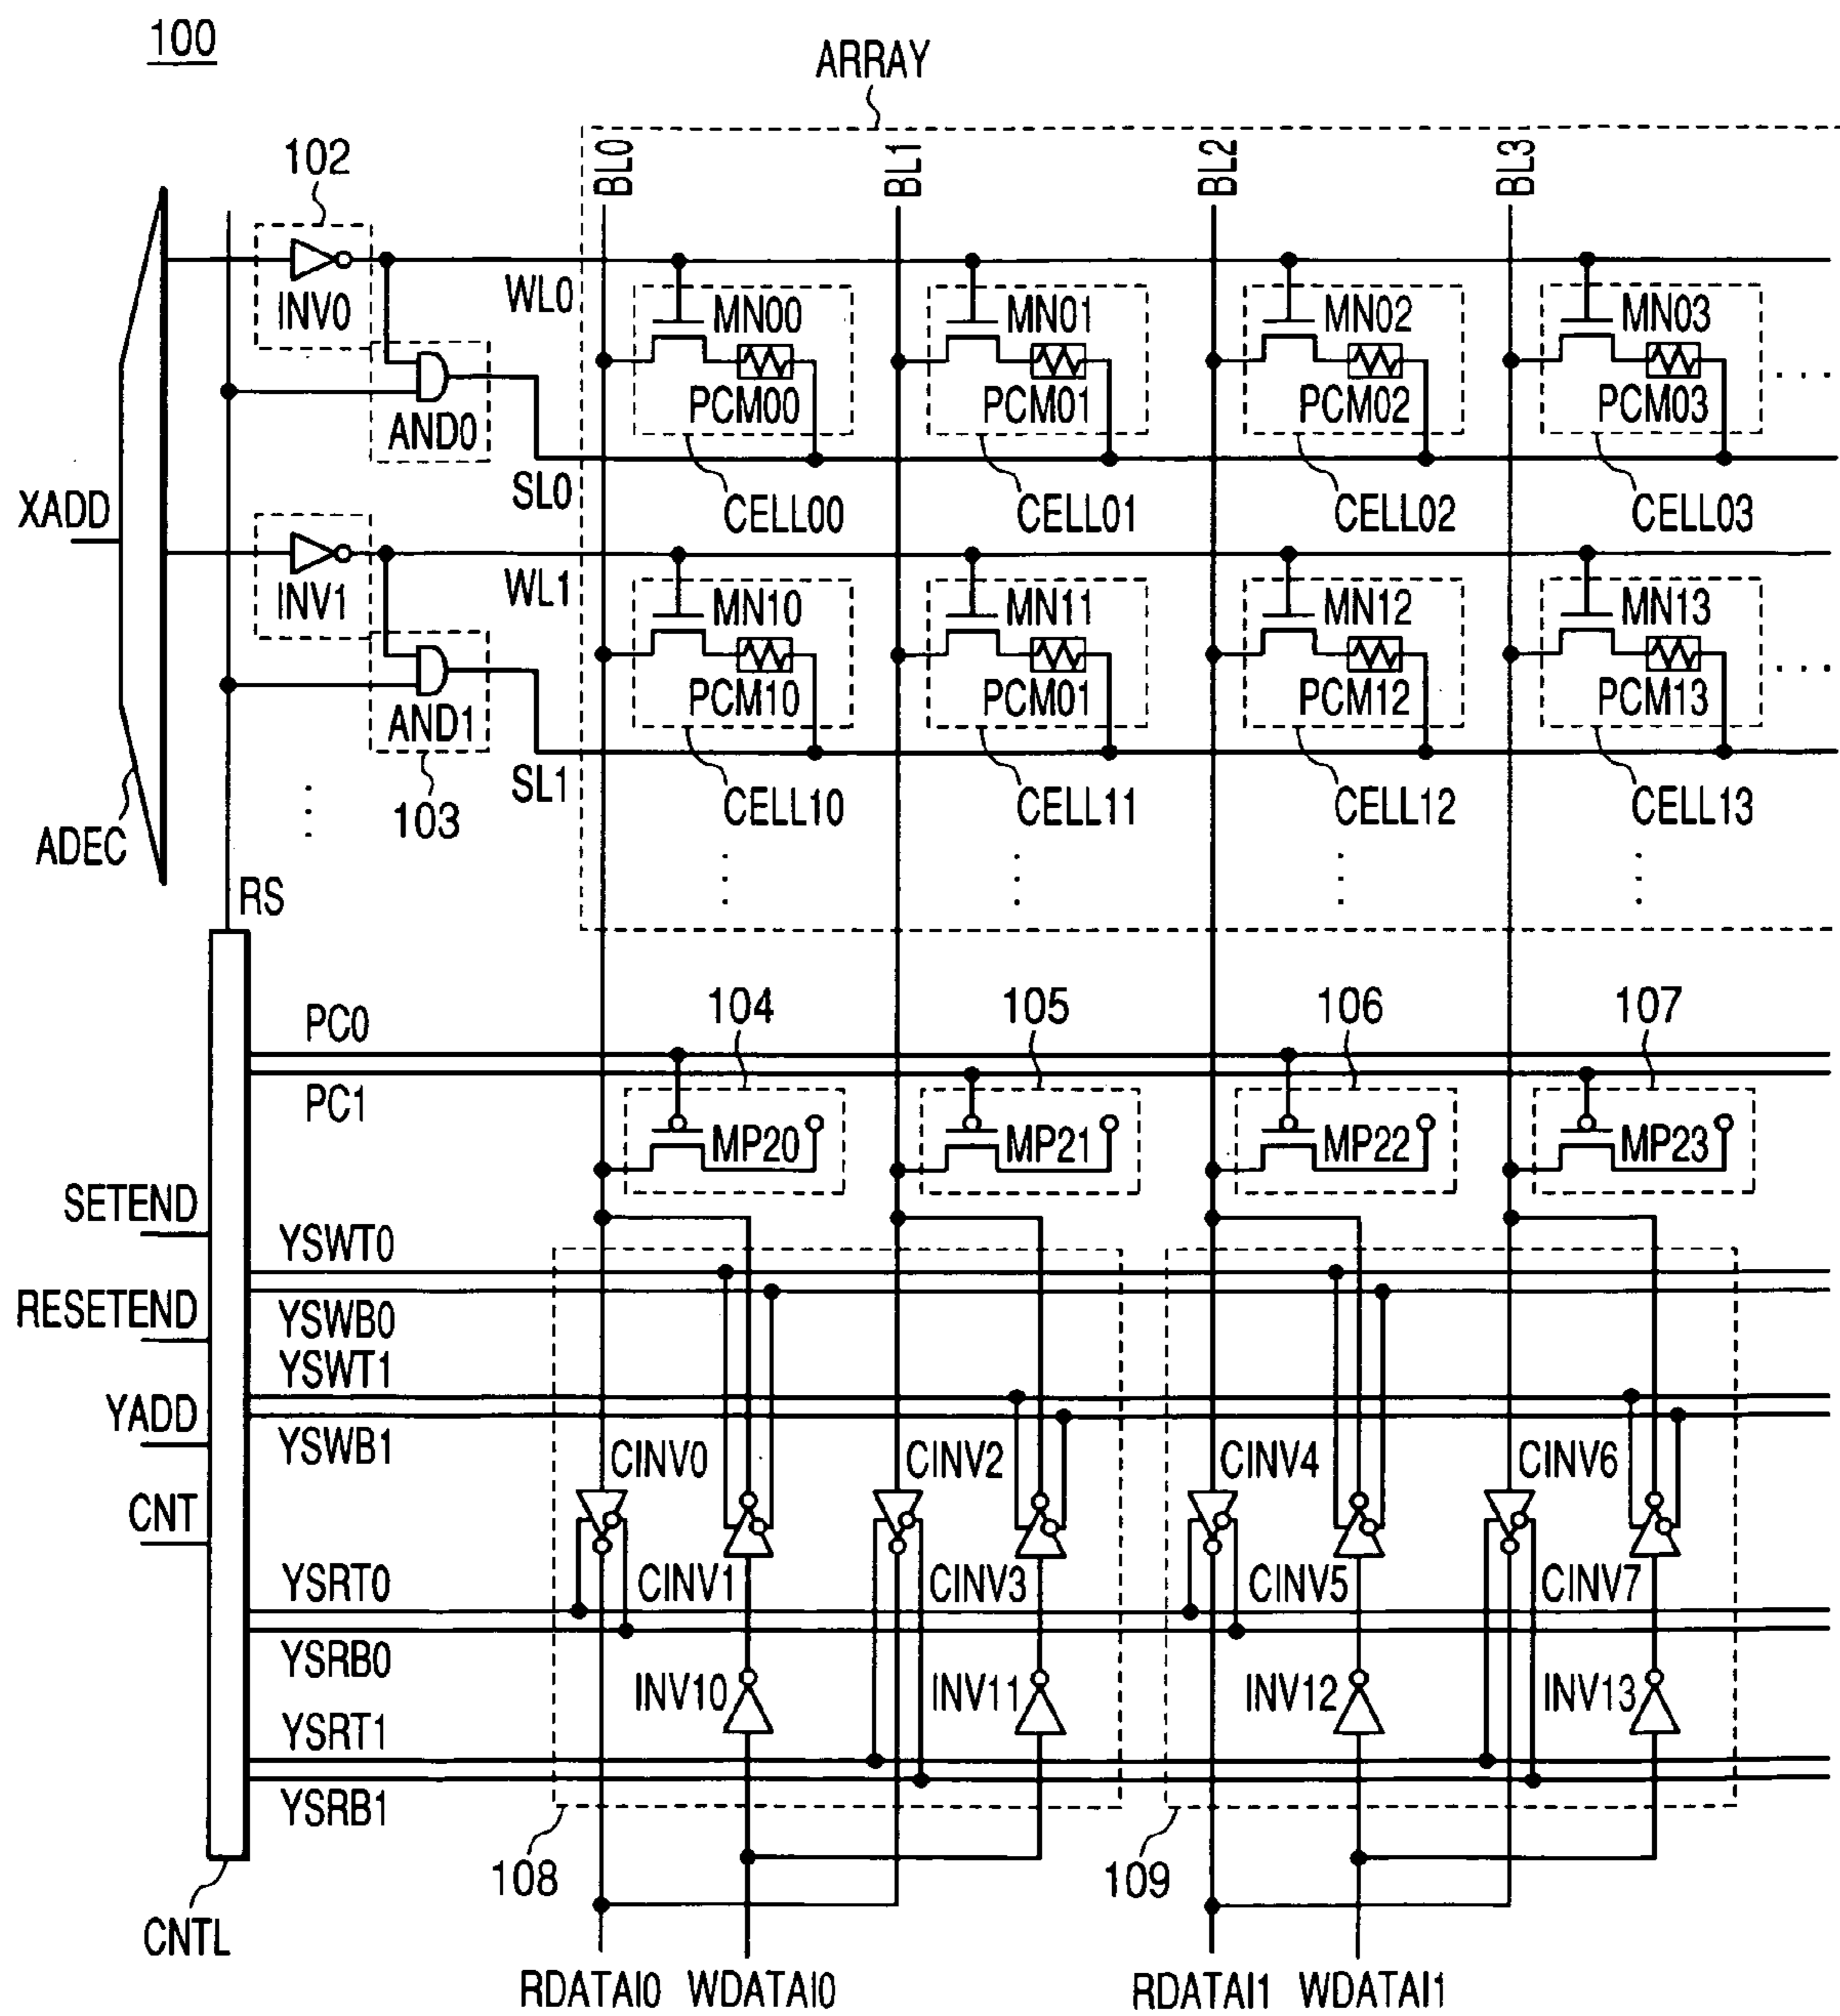 100
ARRAY
102
BL0 BL1 BL2 BL3
INV0
WL0
MN00 MN01 MN02 MN03
PCM00 PCM01 PCM02 PCM03
AND0
SL0
CELL00 CELL01 CELL02 CELL03
XADD
INV1
WL1
MN10 MN11 MN12 MN13
PCM10 PCM01 PCM12 PCM13
AND1
SL1
103
CELL10 CELL11 CELL12 CELL13
ADEC
RS
104 105 106 107
PC0
PC1
MP20 MP21 MP22 MP23
SETEND
YSWT0
RESETEND
YSWB0
YSWT1
YADD
YSWB1
CINV0 CINV2 CINV4 CINV6
CNT
YSRT0
CINV1 CINV3 CINV5 CINV7
YSRB0
INV10 INV11 INV12 INV13
YSRT1
YSRB1
108 109
CNTL
RDATAI0 WDATAI0 RDATAI1 WDATAI1